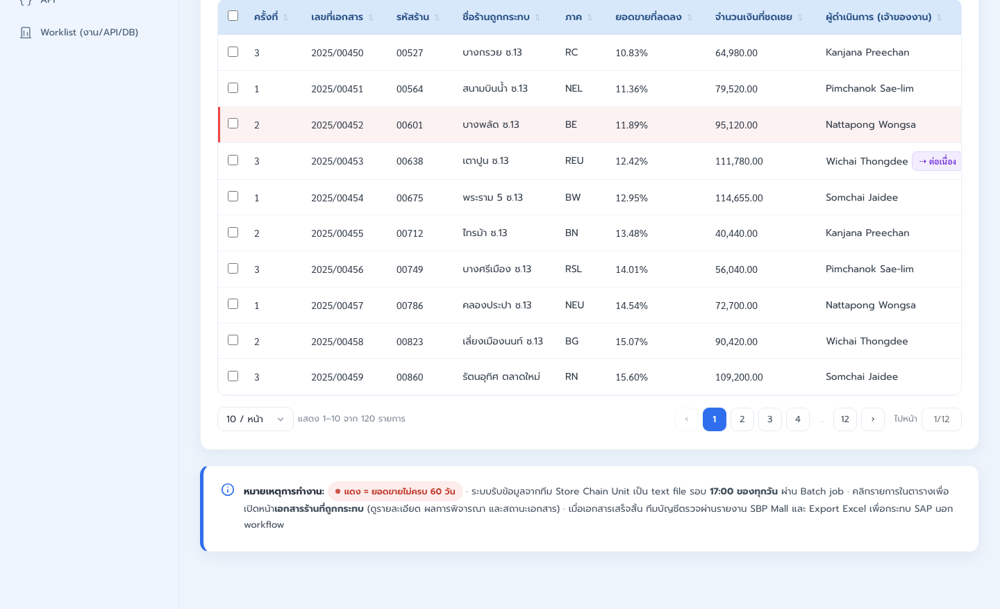 API
Worklist (งาน/API/DB)
ครั้งที่ เลขที่เอกสาร รหัสร้าน ชื่อร้านถูกกระทบ ภาค ยอดขายที่ลดลง จำนวนเงินที่ชดเชย ผู้ดำเนินการ (เจ้าของงาน)
3 2025/00450 00527 บางกรวย ซ.13 RC 10.83% 64,980.00 Kanjana Preechan
1 2025/00451 00564 สนามบินน้ำ ซ.13 NEL 11.36% 79,520.00 Pimchanok Sae-lim
2 2025/00452 00601 บางพลัด ซ.13 BE 11.89% 95,120.00 Nattapong Wongsa
3 2025/00453 00638 เตาปูน ซ.13 REU 12.42% 111,780.00 Wichai Thongdee ⇢ ต่อเนื่อง
1 2025/00454 00675 พระราม 5 ซ.13 BW 12.95% 114,655.00 Somchai Jaidee
2 2025/00455 00712 ไทรม้า ซ.13 BN 13.48% 40,440.00 Kanjana Preechan
3 2025/00456 00749 บางศรีเมือง ซ.13 RSL 14.01% 56,040.00 Pimchanok Sae-lim
1 2025/00457 00786 คลองประปา ซ.13 NEU 14.54% 72,700.00 Nattapong Wongsa
2 2025/00458 00823 เลี่ยงเมืองนนท์ ซ.13 BG 15.07% 90,420.00 Wichai Thongdee
3 2025/00459 00860 รัตนอุทิศ ตลาดใหม่ RN 15.60% 109,200.00 Somchai Jaidee
10 / หน้า แสดง 1–10 จาก 120 รายการ ‹ 1 2 3 4 … 12 › ไปหน้า 1/12
หมายเหตุการทำงาน: แดง = ยอดขายไม่ครบ 60 วัน · ระบบรับข้อมูลจากทีม Store Chain Unit เป็น text file รอบ 17:00 ของทุกวัน ผ่าน Batch job · คลิกรายการในตารางเพื่อ
เปิดหน้าเอกสารร้านที่ถูกกระทบ (ดูรายละเอียด ผลการพิจารณา และสถานะเอกสาร) · เมื่อเอกสารเสร็จสิ้น ทีมบัญชีตรวจผ่านรายงาน SBP Mall และ Export Excel เพื่อกระทบ SAP นอก
workflow